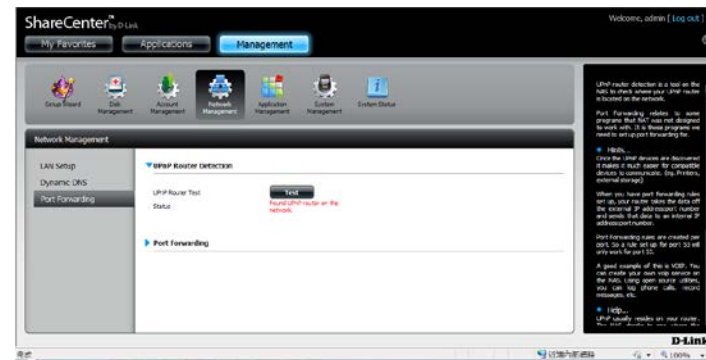 ShareCenter™ by D-Link
Welcome, admin [ Log out ]
My Favorites
Applications
Management
Setup Wizard
Disk Management
Account Management
Network Management
Application Management
System Management
System Status
Network Management
LAN Setup
Dynamic DNS
Port Forwarding
UPnP Router Detection
UPnP Router Test
Test
Status
Found UPnP router on the
network.
Port Forwarding
UPnP router detection is a tool on the
NAS to check where your UPnP router
is located on the network.
Port Forwarding relates to some
programs that NAT was not designed
to work with. It is those programs we
need to set up port forwarding for.
Hints...
Once the UPnP devices are discovered
it makes it much easier for compatible
devices to communicate. (eg. Printers,
external storage)
When you have port forwarding rules
set up, your router takes the data off
the external IP address:port number
and sends that data to an internal IP
address:port number.
Port Forwarding rules are created per
port. So a rule set up for port 53 will
only work for port 53.
A good example of this is VOIP. You
can create your own voip service on
the NAS. Using open source utilities,
you can log phone calls, record
messages, etc.
Help...
UPnP usually resides on your router.
D-Link
100%